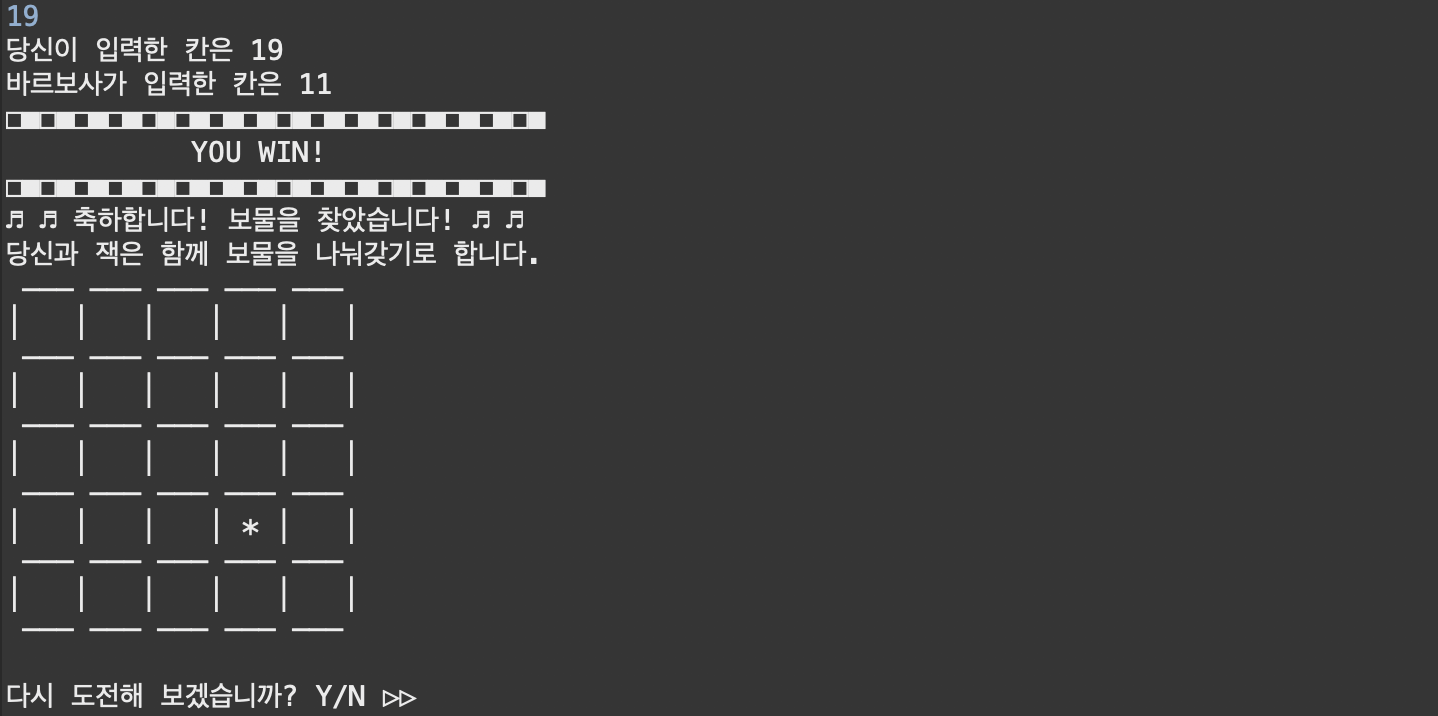 19
당신이 입력한 칸은 19
바르보사가 입력한 칸은 11
YOU WIN!
♬ ♬ 축하합니다! 보물을 찾았습니다! ♬ ♬
당신과 잭은 함께 보물을 나눠갖기로 합니다.
*
다시 도전해 보겠습니까? Y/N ▷▷